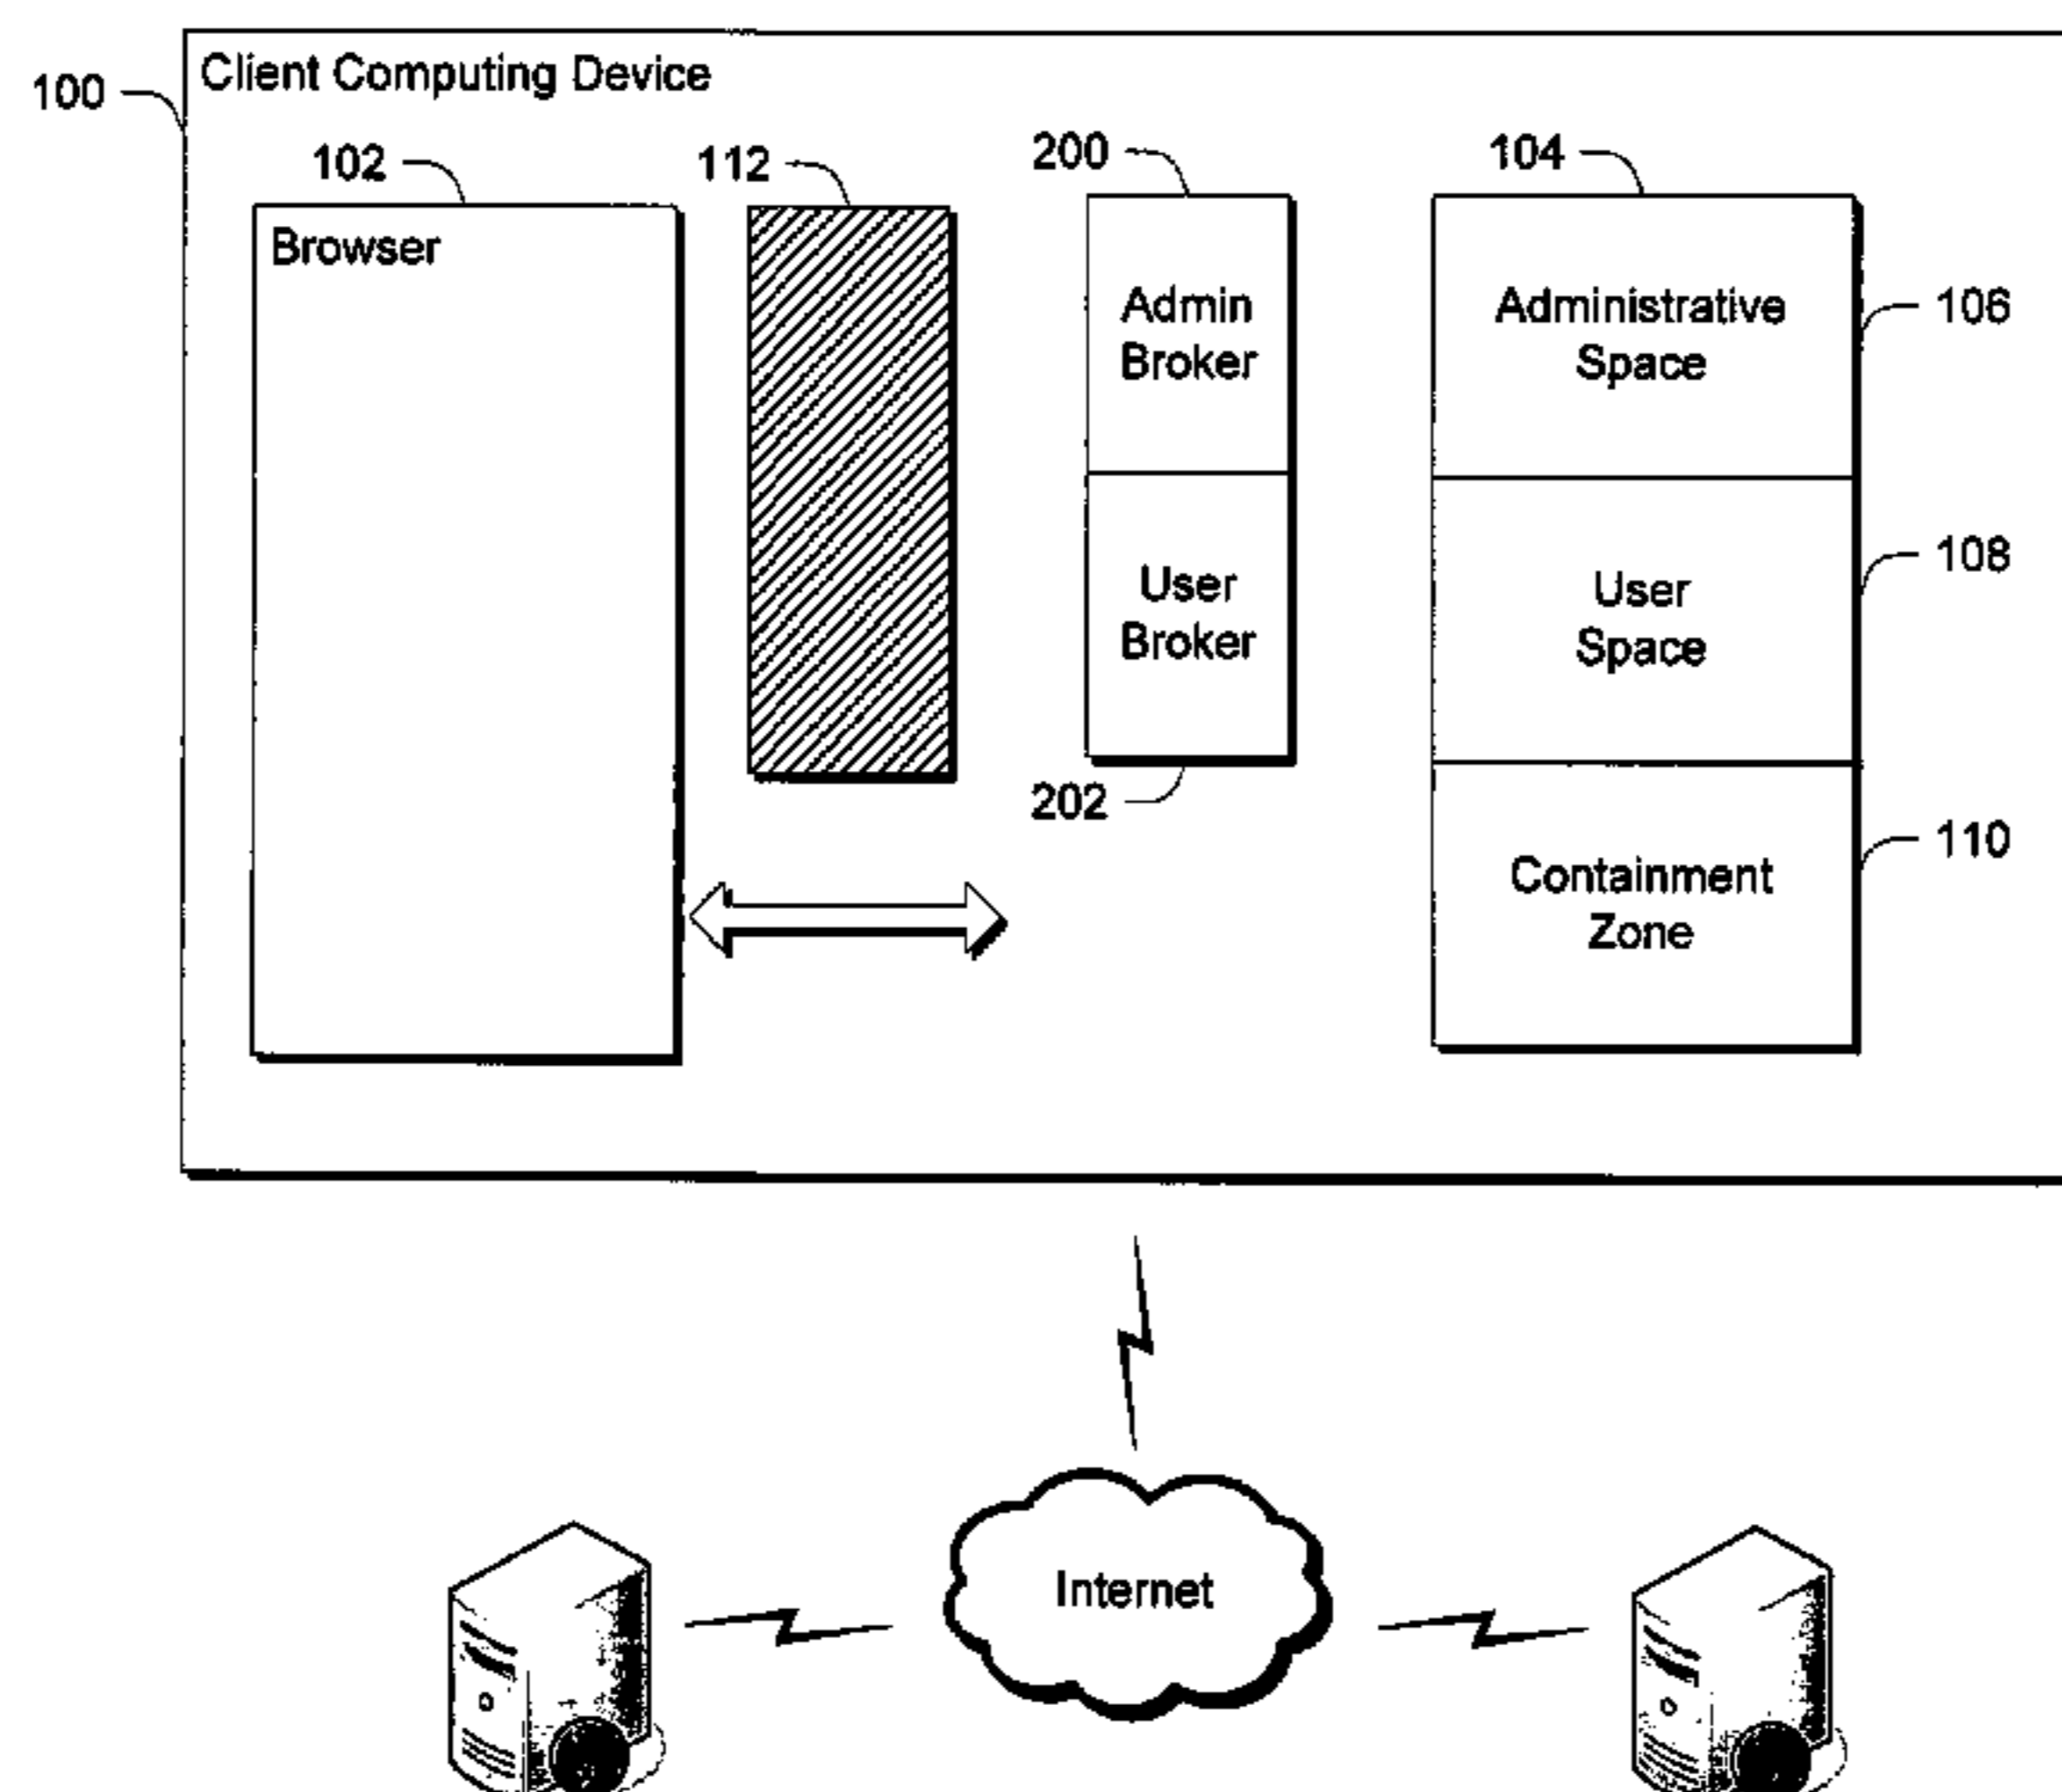 100
Client Computing Device
102
112
200
104
Browser
Admin
Broker
Administrative
Space
106
User
Broker
User
Space
108
202
Containment
Zone
110
Internet